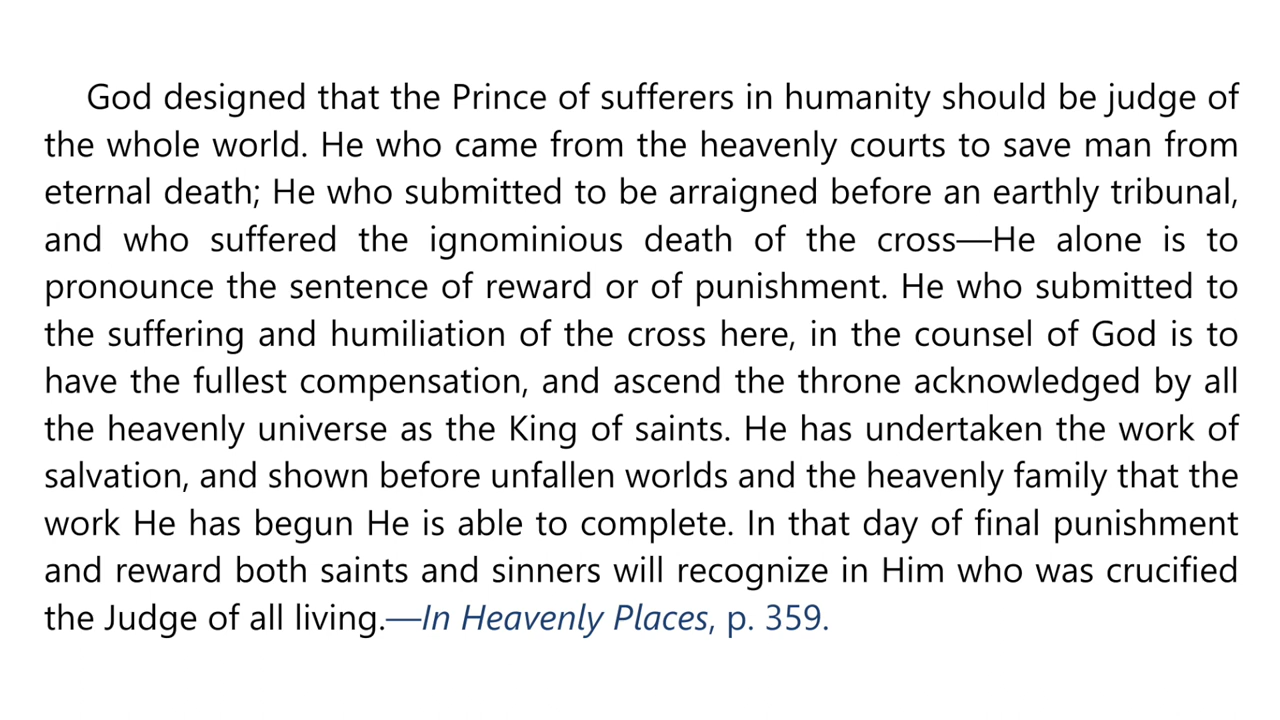 God designed that the Prince of sufferers in humanity should be judge of
the whole world. He who came from the heavenly courts to save man from
eternal death; He who submitted to be arraigned before an earthly tribunal,
and who suffered the ignominious death of the cross—He alone is to
pronounce the sentence of reward or of punishment. He who submitted to
the suffering and humiliation of the cross here, in the counsel of God is to
have the fullest compensation, and ascend the throne acknowledged by all
the heavenly universe as the King of saints. He has undertaken the work of
salvation, and shown before unfallen worlds and the heavenly family that the
work He has begun He is able to complete. In that day of final punishment
and reward both saints and sinners will recognize in Him who was crucified
the Judge of all living.—In Heavenly Places, p. 359.